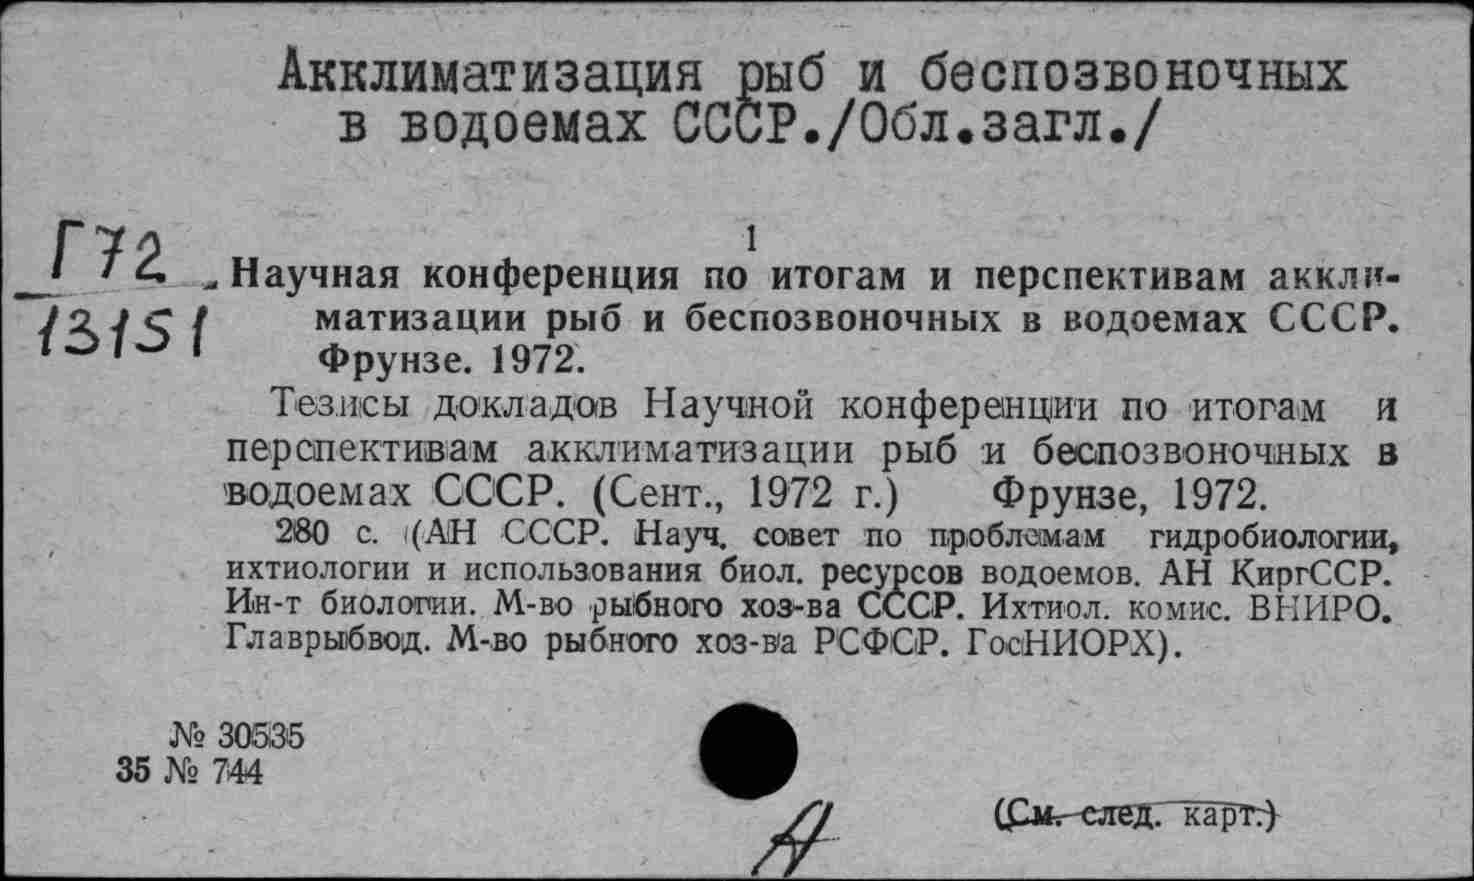 Акклиматизация рыб и беспозвоночных
в водоемах СССР./Обл.загл./
Г72
13151
1
Научная конференция по итогам и перспективам аккли-
матизации рыб и беспозвоночных в водоемах СССР.
Фрунзе. 1972.
Тезисы докладов Научной конференции по итогам и
перспективам акклиматизации рыб и беспозвоночных в
водоемах СССР. (Сент., 1972 г.) Фрунзе, 1972.
280 с. (АН СССР. Науч. совет по проблемам гидробиологии,
ихтиологии и использования биол. ресурсов водоемов. АН КиргССР.
Ин-т биологии. М-во рыбного хоз-ва СССР. Ихтиол. комис. ВНИРО.
Главрыбвод. М-во рыбного хоз-ва РСФСР. ГосНИОРХ).
№ 30535
35 № 744
(См. след. карт.)